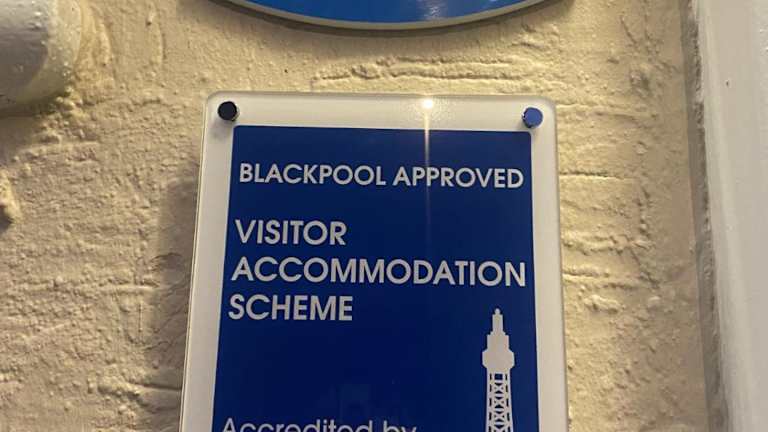 BLACKPOOL APPROVED
VISITOR
ACCOMMODATION
SCHEME
Accredited by